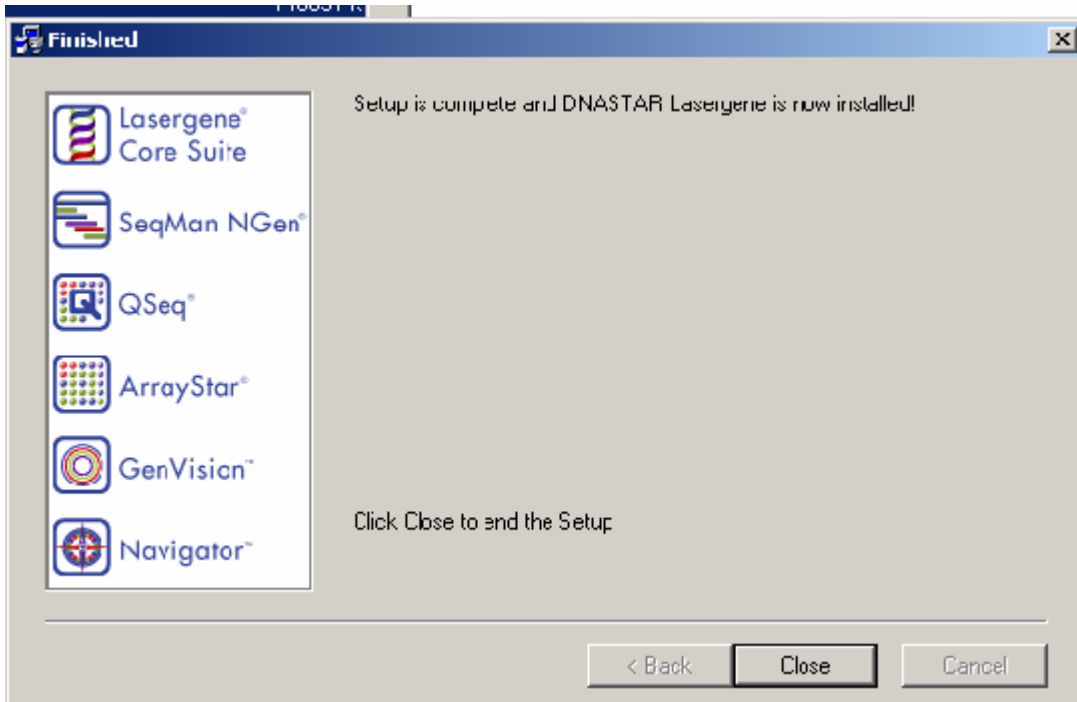 Finished
Setup is compete and DNASTAR Lasergene is now installed!
Lasergene®
Core Suite
SeqMan NGen®
QSeq®
ArrayStar®
GenVision™
Navigator™
Click Close to end the Setup
< Back
Close
Cancel